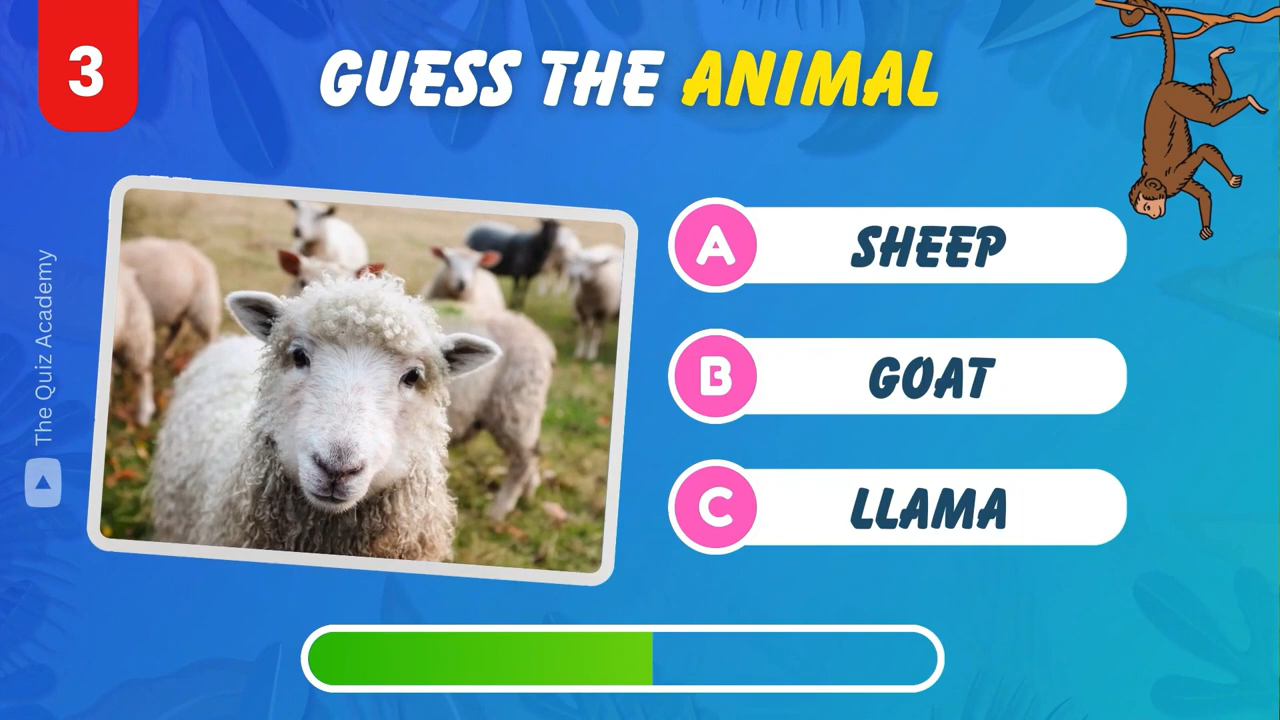 3
GUESS THE ANIMAL
The Quiz Academy
A SHEEP
B GOAT
C LLAMA